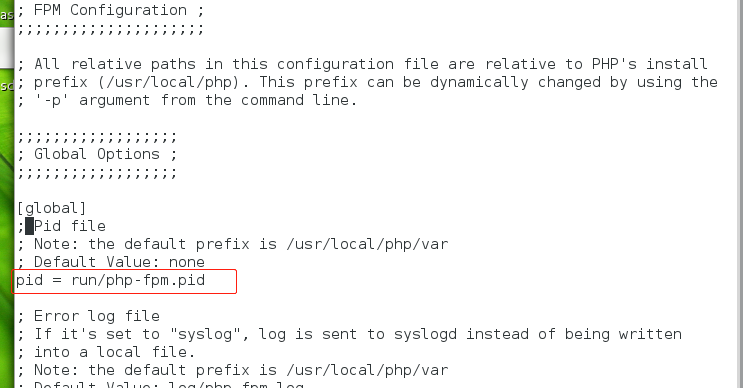 as
sc
; FPM Configuration ;
;;;;;;;;;;;;;;;;;;;;;
; All relative paths in this configuration file are relative to PHP's install
; prefix (/usr/local/php). This prefix can be dynamically changed by using the
; '-p' argument from the command line.
;;;;;;;;;;;;;;;;;;
; Global Options ;
;;;;;;;;;;;;;;;;;;
[global]
; Pid file
; Note: the default prefix is /usr/local/php/var
; Default Value: none
pid = run/php-fpm.pid
; Error log file
; If it's set to "syslog", log is sent to syslogd instead of being written
; into a local file.
; Note: the default prefix is /usr/local/php/var
; Default Value: log/php-fpm.log